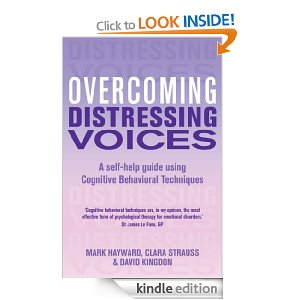 Click to
LOOK INSIDE!
OVERCOMING
DISTRESSING
VOICES
A self-help guide using
Cognitive Behavioral Techniques
'Cognitive behavioral techniques are, in my opinion, the most
effective form of psychological therapy for emotional disorders.'
Dr James Le Fanu, GP
MARK HAYWARD, CLARA STRAUSS
& DAVID KINGDON
kindle edition